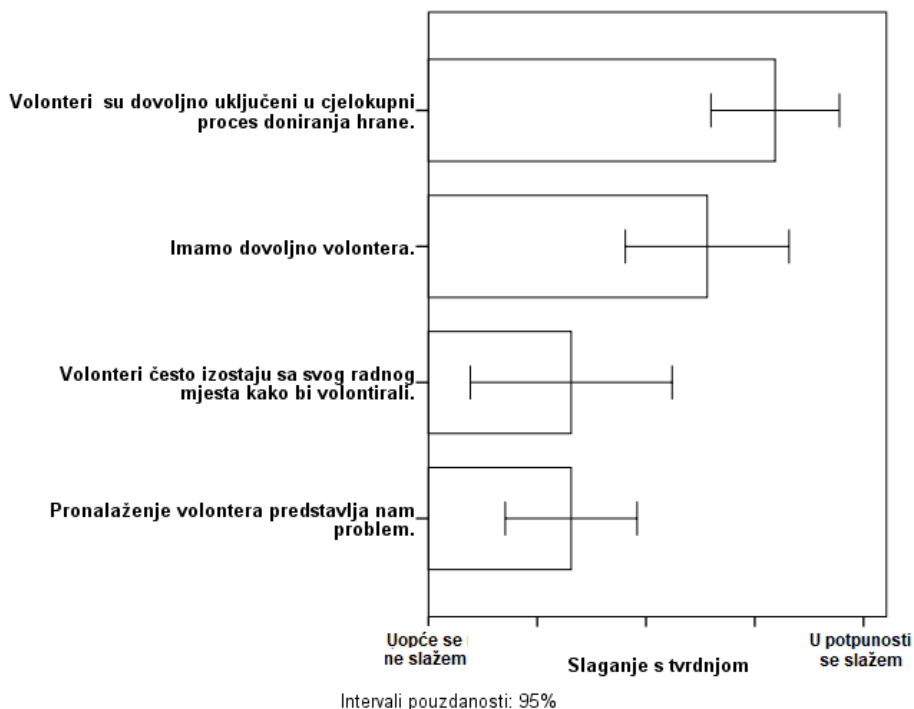 Volonteri su dovoljno uključeni u cjelokupni
proces doniranja hrane.
Imamo dovoljno volontera.
Volonteri često izostaju sa svog radnog
mjesta kako bi volontirali.
Pronalaženje volontera predstavlja nam
problem.
Uopće se
ne slažem
U potpunosti
se slažem
Slaganje s tvrdnjom
Intervali pouzdanosti: 95%